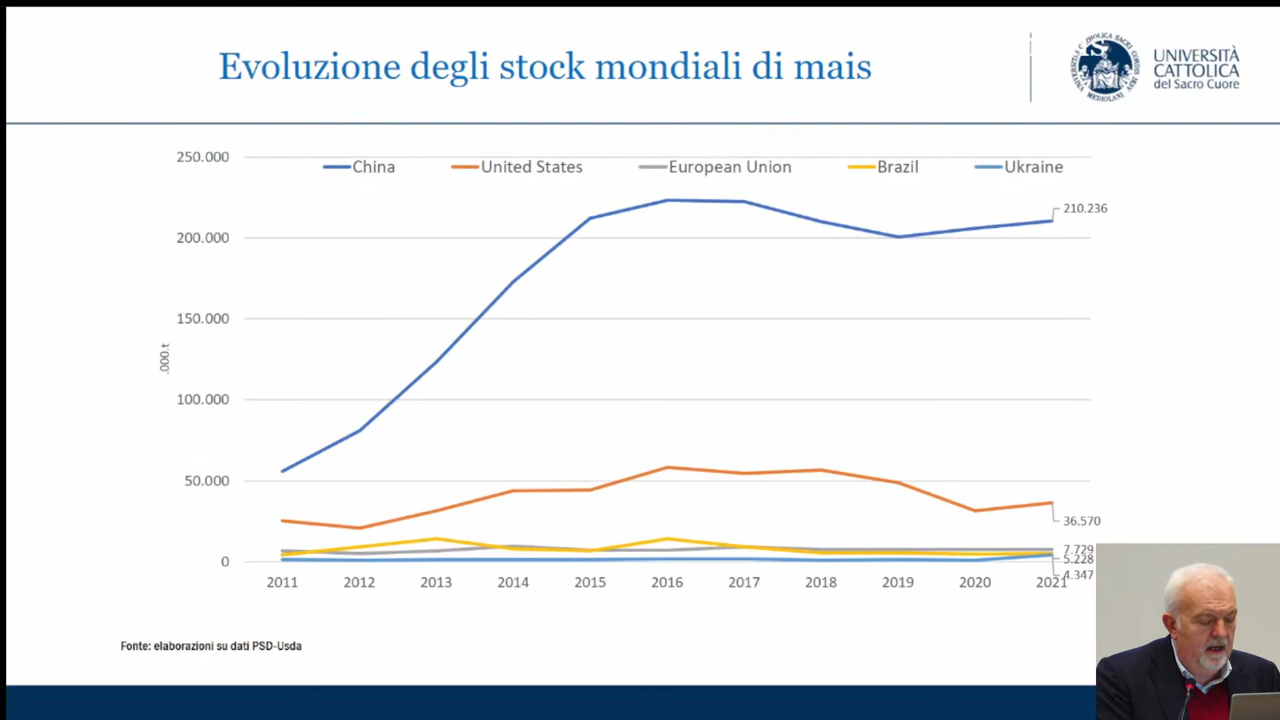 Evoluzione degli stock mondiali di mais
UNIVERSITÀ
CATTOLICA
del Sacro Cuore
250.000
China
United States
European Union
Brazil
Ukraine
210.236
200.000
150.000
.000.t
100.000
50.000
36.570
7.729
5.228
4.347
0
2011
2012
2013
2014
2015
2016
2017
2018
2019
2020
2021
Fonte: elaborazioni su dati PSD-Usda